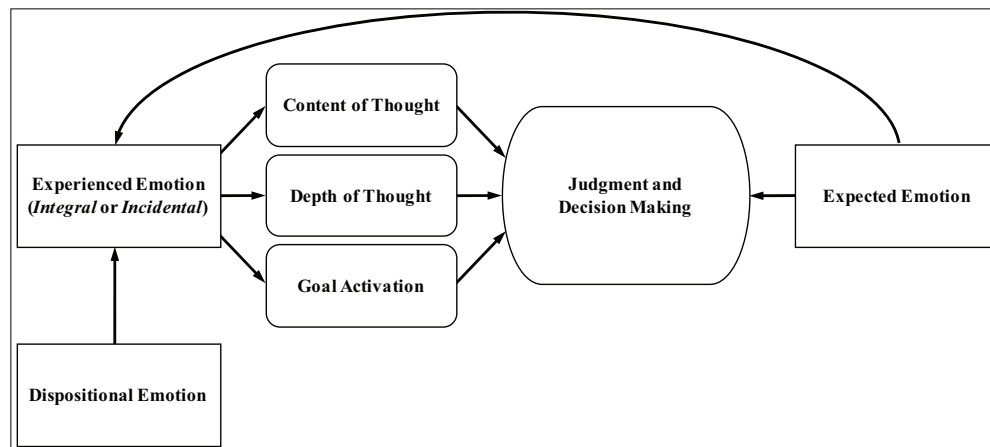 Content of Thought
Experienced Emotion
(Integral or Incidental)
Depth of Thought
Judgment and
Decision Making
Expected Emotion
Goal Activation
Dispositional Emotion